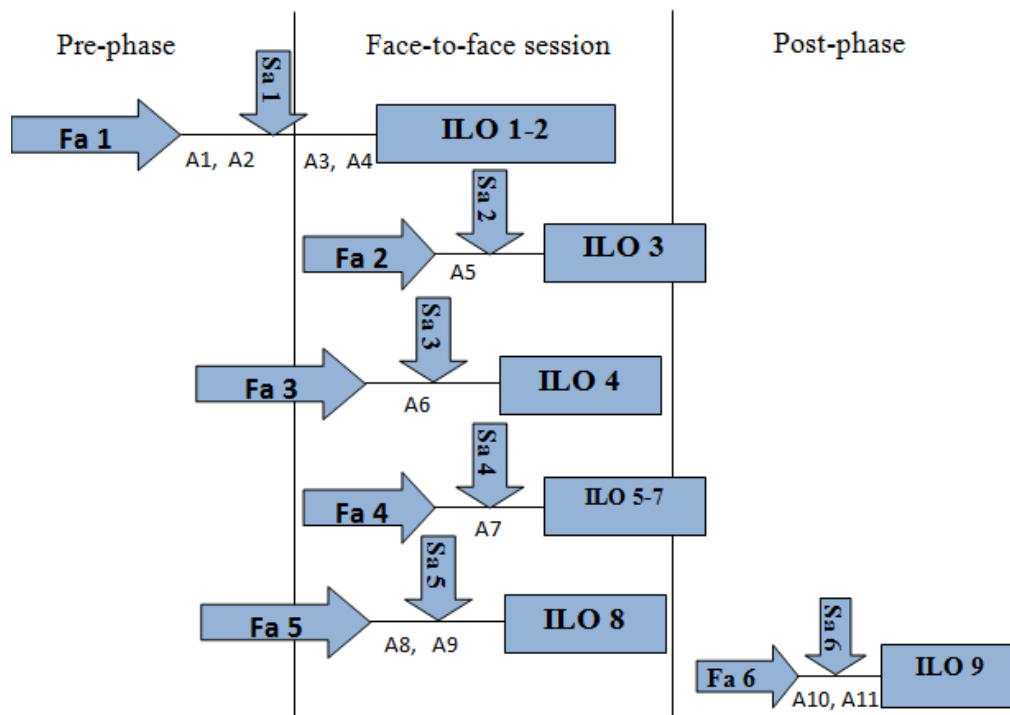 Pre-phase
Face-to-face session
Post-phase
Sa 1
Fa 1
ILO 1-2
A1, A2
A3, A4
Sa 2
Fa 2
ILO 3
A5
Sa 3
Fa 3
ILO 4
A6
Sa 4
Fa 4
ILO 5-7
A7
Sa 5
Fa 5
ILO 8
A8, A9
Sa 6
Fa 6
ILO 9
A10, A11